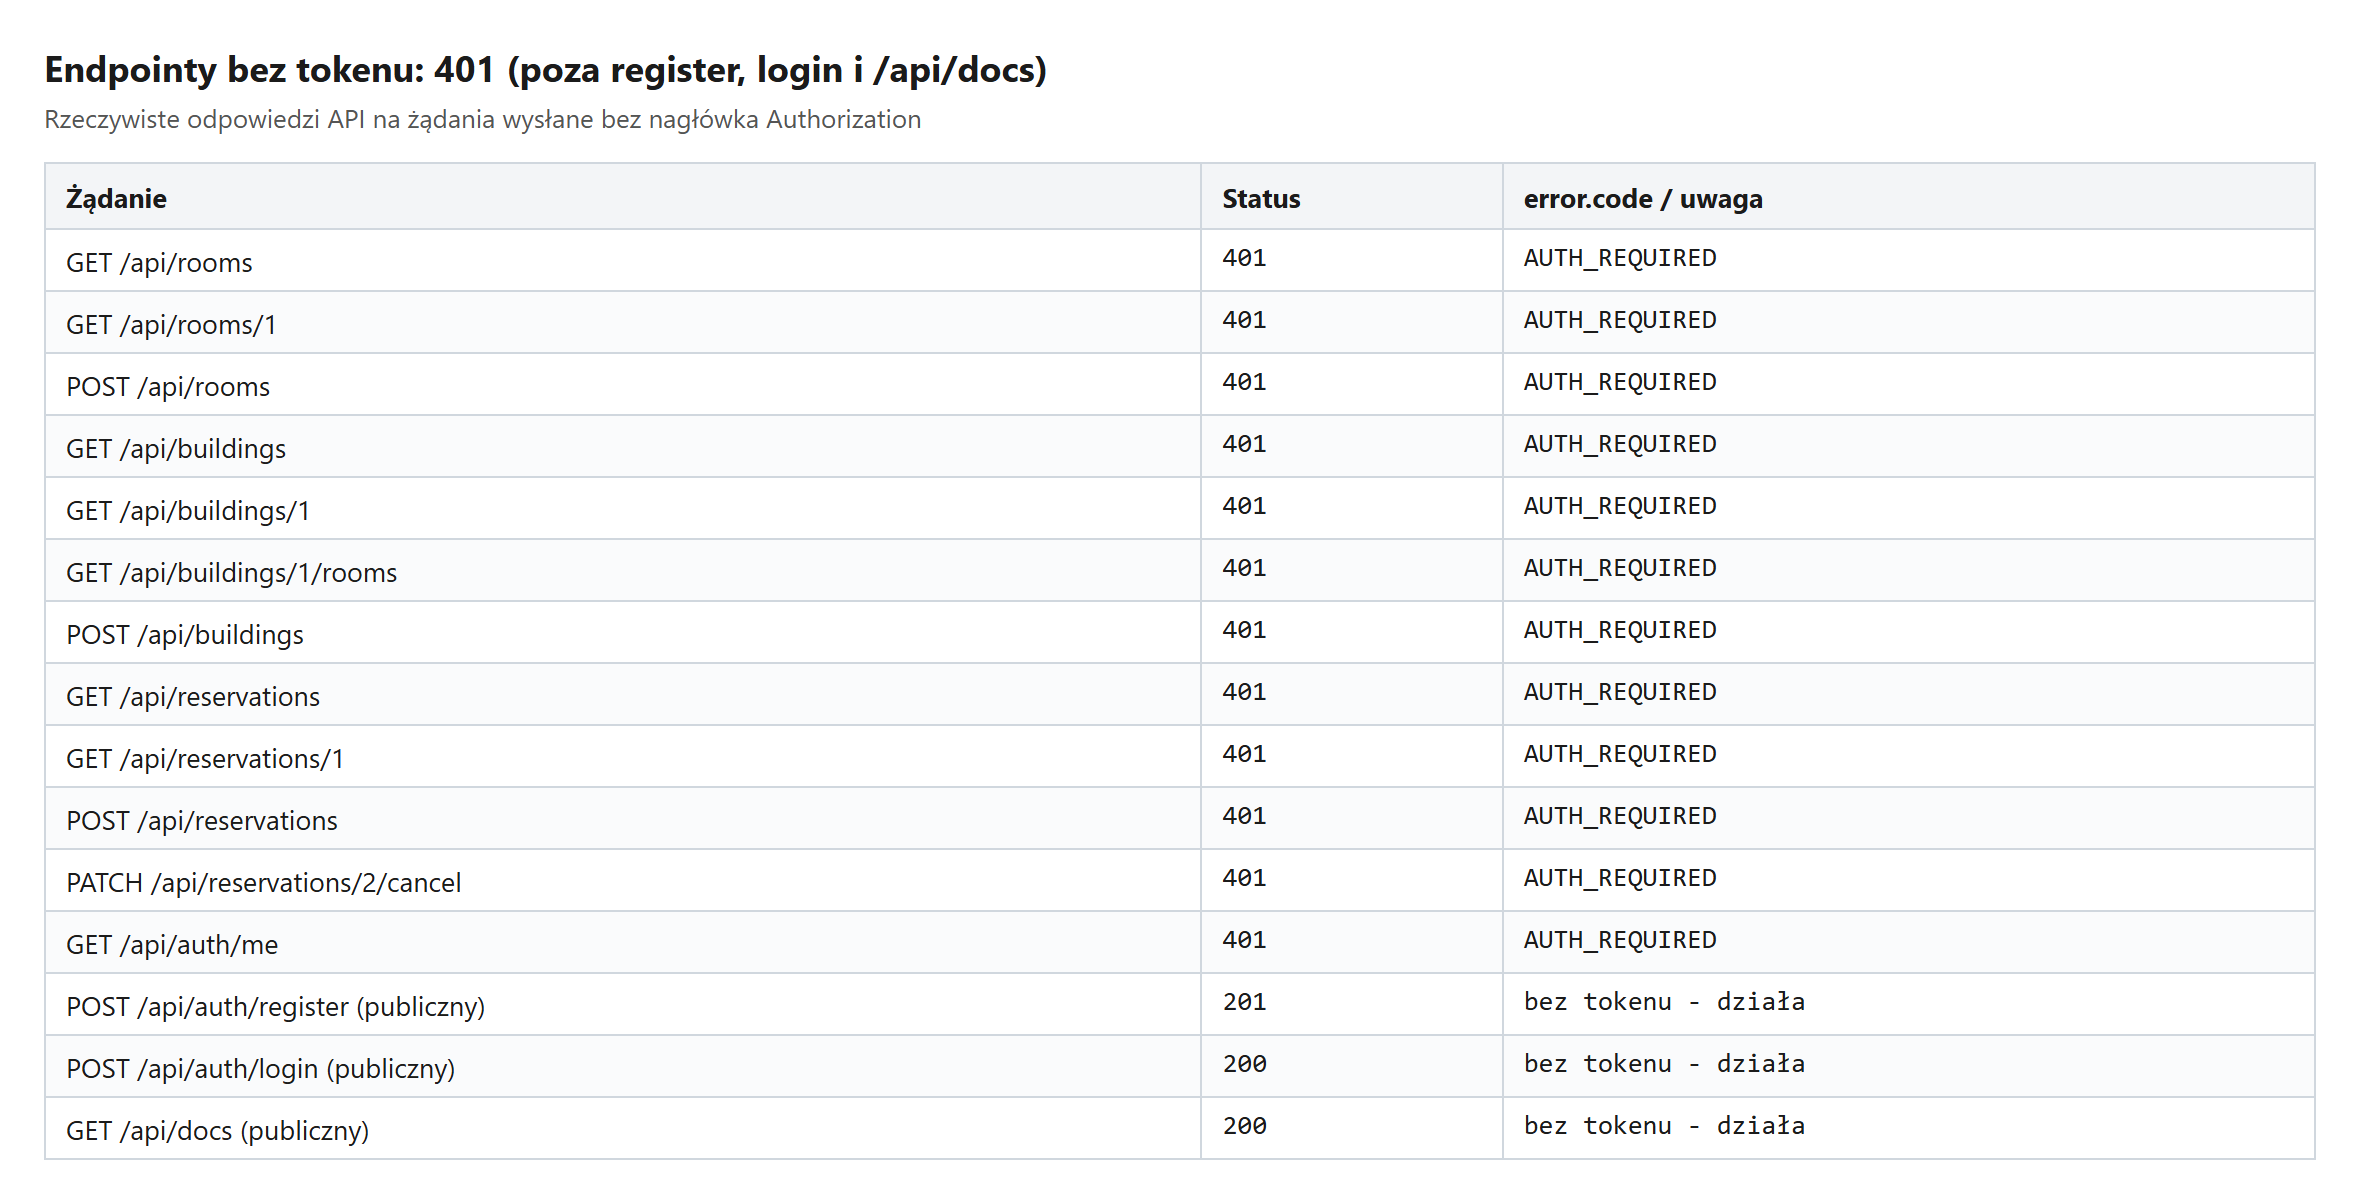 Endpointy bez tokenu: 401 (poza register, login i /api/docs)
Rzeczywiste odpowiedzi API na żądania wysłane bez nagłówka Authorization
Żądanie Status error.code / uwaga
GET /api/rooms 401 AUTH_REQUIRED
GET /api/rooms/1 401 AUTH_REQUIRED
POST /api/rooms 401 AUTH_REQUIRED
GET /api/buildings 401 AUTH_REQUIRED
GET /api/buildings/1 401 AUTH_REQUIRED
GET /api/buildings/1/rooms 401 AUTH_REQUIRED
POST /api/buildings 401 AUTH_REQUIRED
GET /api/reservations 401 AUTH_REQUIRED
GET /api/reservations/1 401 AUTH_REQUIRED
POST /api/reservations 401 AUTH_REQUIRED
PATCH /api/reservations/2/cancel 401 AUTH_REQUIRED
GET /api/auth/me 401 AUTH_REQUIRED
POST /api/auth/register (publiczny) 201 bez tokenu - działa
POST /api/auth/login (publiczny) 200 bez tokenu - działa
GET /api/docs (publiczny) 200 bez tokenu - działa